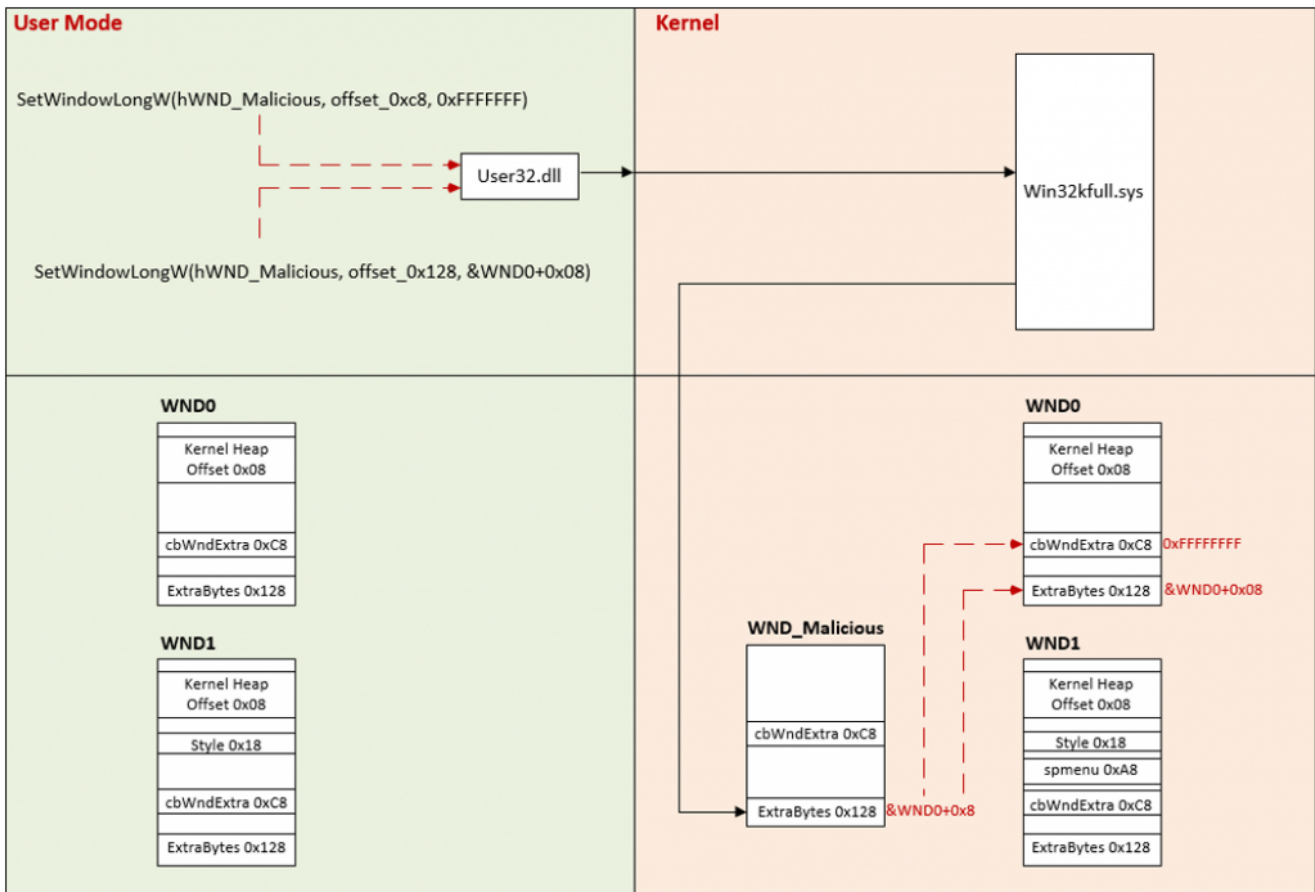 User Mode
Kernel
SetWindowLongW(hWND_Malicious, offset_0xc8, 0xFFFFFFF)
User32.dll
Win32kfull.sys
SetWindowLongW(hWND_Malicious, offset_0x128, &WND0+0x08)
WND0
Kernel Heap
Offset 0x08
cbWndExtra 0xC8
ExtraBytes 0x128
WND1
Kernel Heap
Offset 0x08
Style 0x18
cbWndExtra 0xC8
ExtraBytes 0x128
WND_Malicious
cbWndExtra 0xC8
ExtraBytes 0x128
&WND0+0x8
WND0
Kernel Heap
Offset 0x08
cbWndExtra 0xC8
0xFFFFFFFF
ExtraBytes 0x128
&WND0+0x08
WND1
Kernel Heap
Offset 0x08
Style 0x18
spmenu 0xA8
cbWndExtra 0xC8
ExtraBytes 0x128